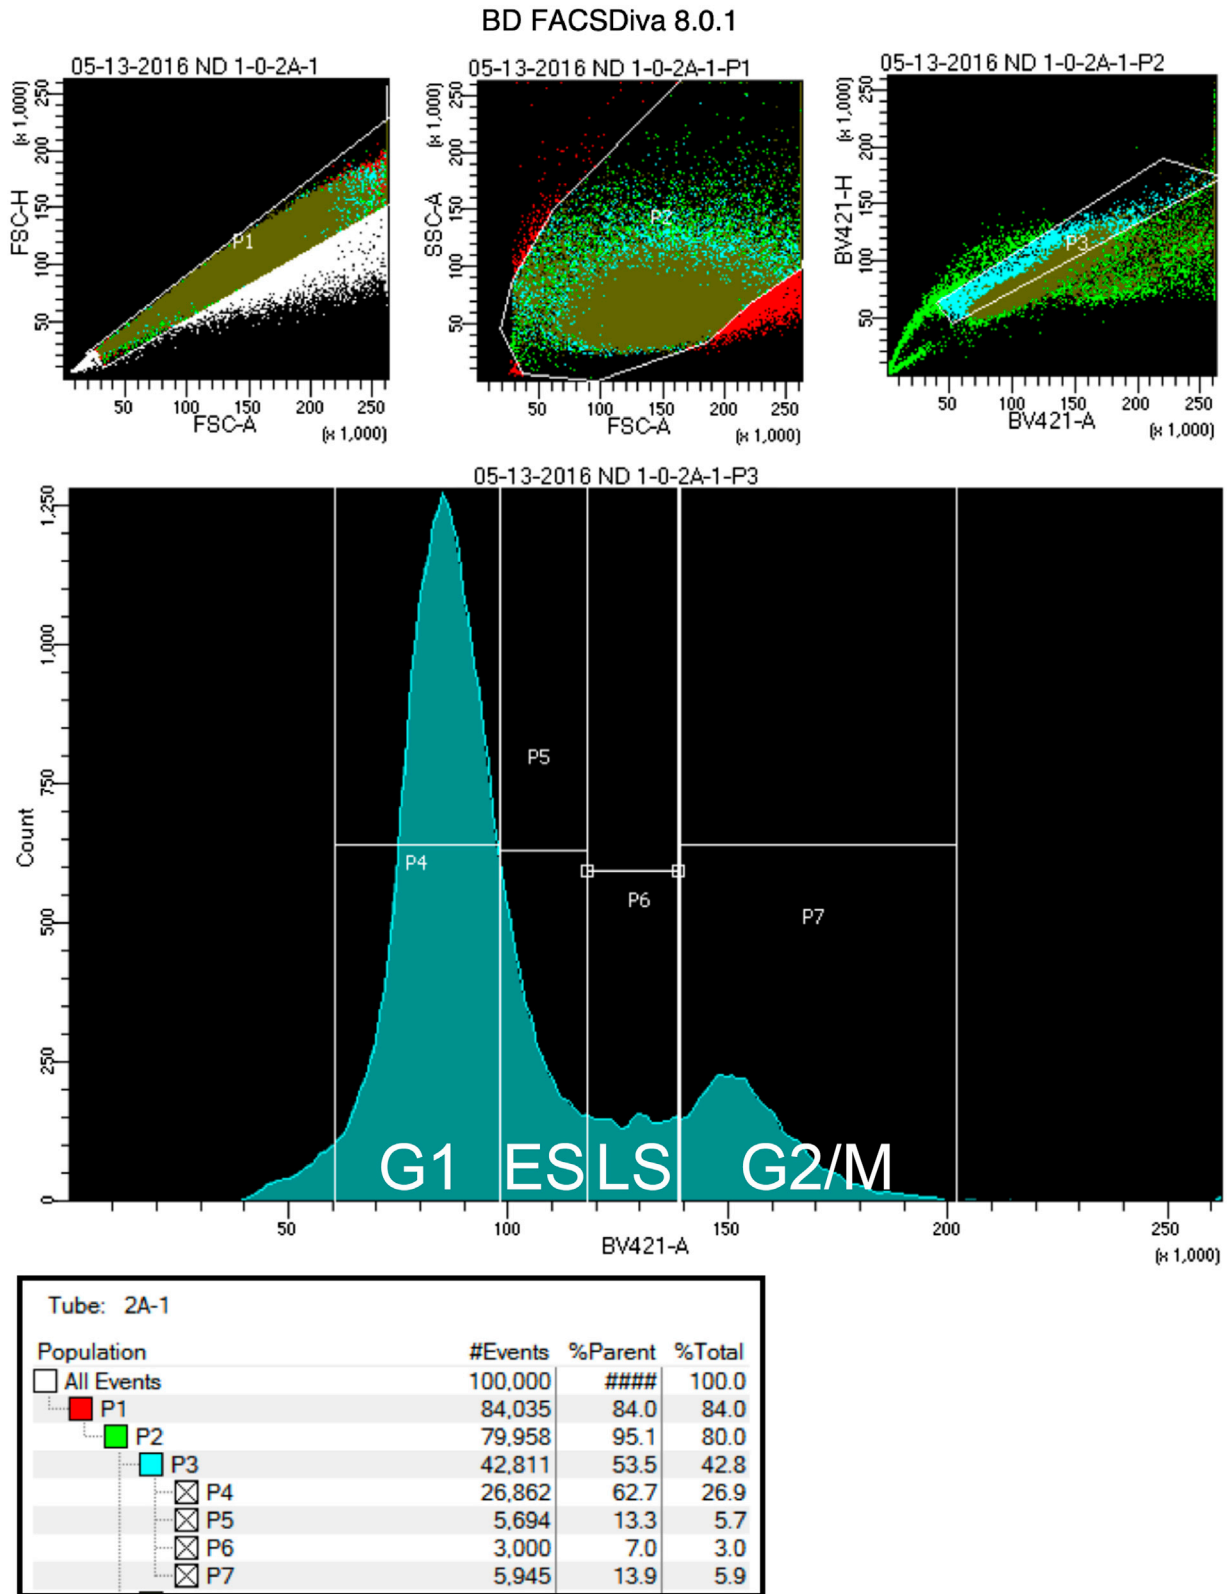 BD FACSDiva 8.0.1
05-13-2016 ND 1-0-2A-1
(x 1,000)
FSC-H
50 100 150 200 250
P1
50 100 150 200 250
FSC-A
(x 1,000)
05-13-2016 ND 1-0-2A-1-P1
(x 1,000)
SSC-A
50 100 150 200 250
P2
50 100 150 200 250
FSC-A
(x 1,000)
05-13-2016 ND 1-0-2A-1-P2
(x 1,000)
BV421-H
50 100 150 200 250
P3
50 100 150 200 250
BV421-A
(x 1,000)
05-13-2016 ND 1-0-2A-1-P3
Count
0 250 500 750 1,000 1,250
P5
P4
P6
P7
G1 ES LS G2/M
50 100 150 200 250
BV421-A
(x 1,000)
Tube: 2A-1
Population #Events %Parent %Total
All Events 100,000 #### 100.0
P1 84,035 84.0 84.0
P2 79,958 95.1 80.0
P3 42,811 53.5 42.8
P4 26,862 62.7 26.9
P5 5,694 13.3 5.7
P6 3,000 7.0 3.0
P7 5,945 13.9 5.9